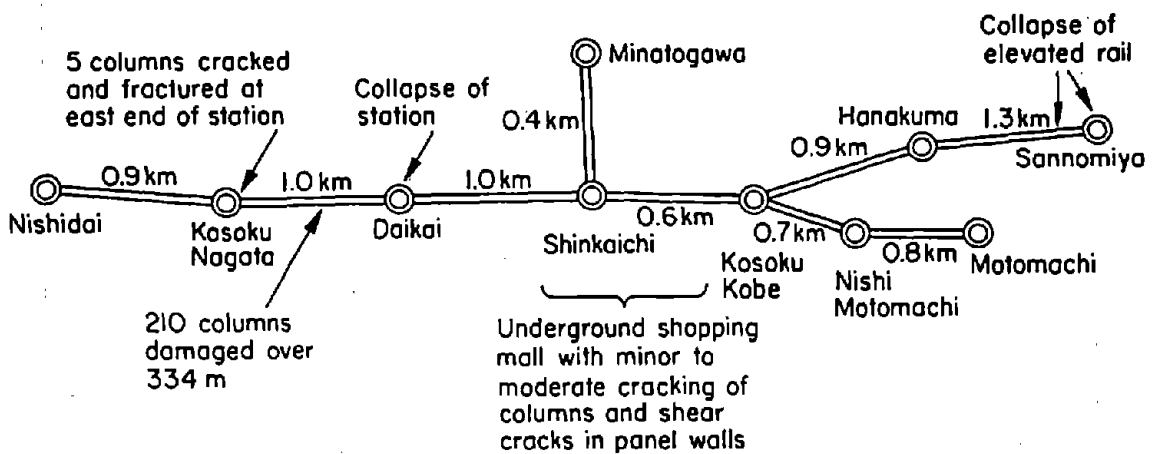 5 columns cracked
and fractured at
east end of station
Collapse of
station
Minatogawa
Collapse of
elevated rail
Hanakuma
1.3 km
Sannomiya
0.4 km
0.9 km
0.9 km
1.0 km
1.0 km
0.6 km
0.7 km
0.8 km
Nishidai
Kasoku
Nagata
Daikai
Shinkaichi
Kosoku
Kobe
Nishi
Motomachi
Motomachi
210 columns
damaged over
334 m
Underground shopping
mall with minor to
moderate cracking of
columns and shear
cracks in panel walls